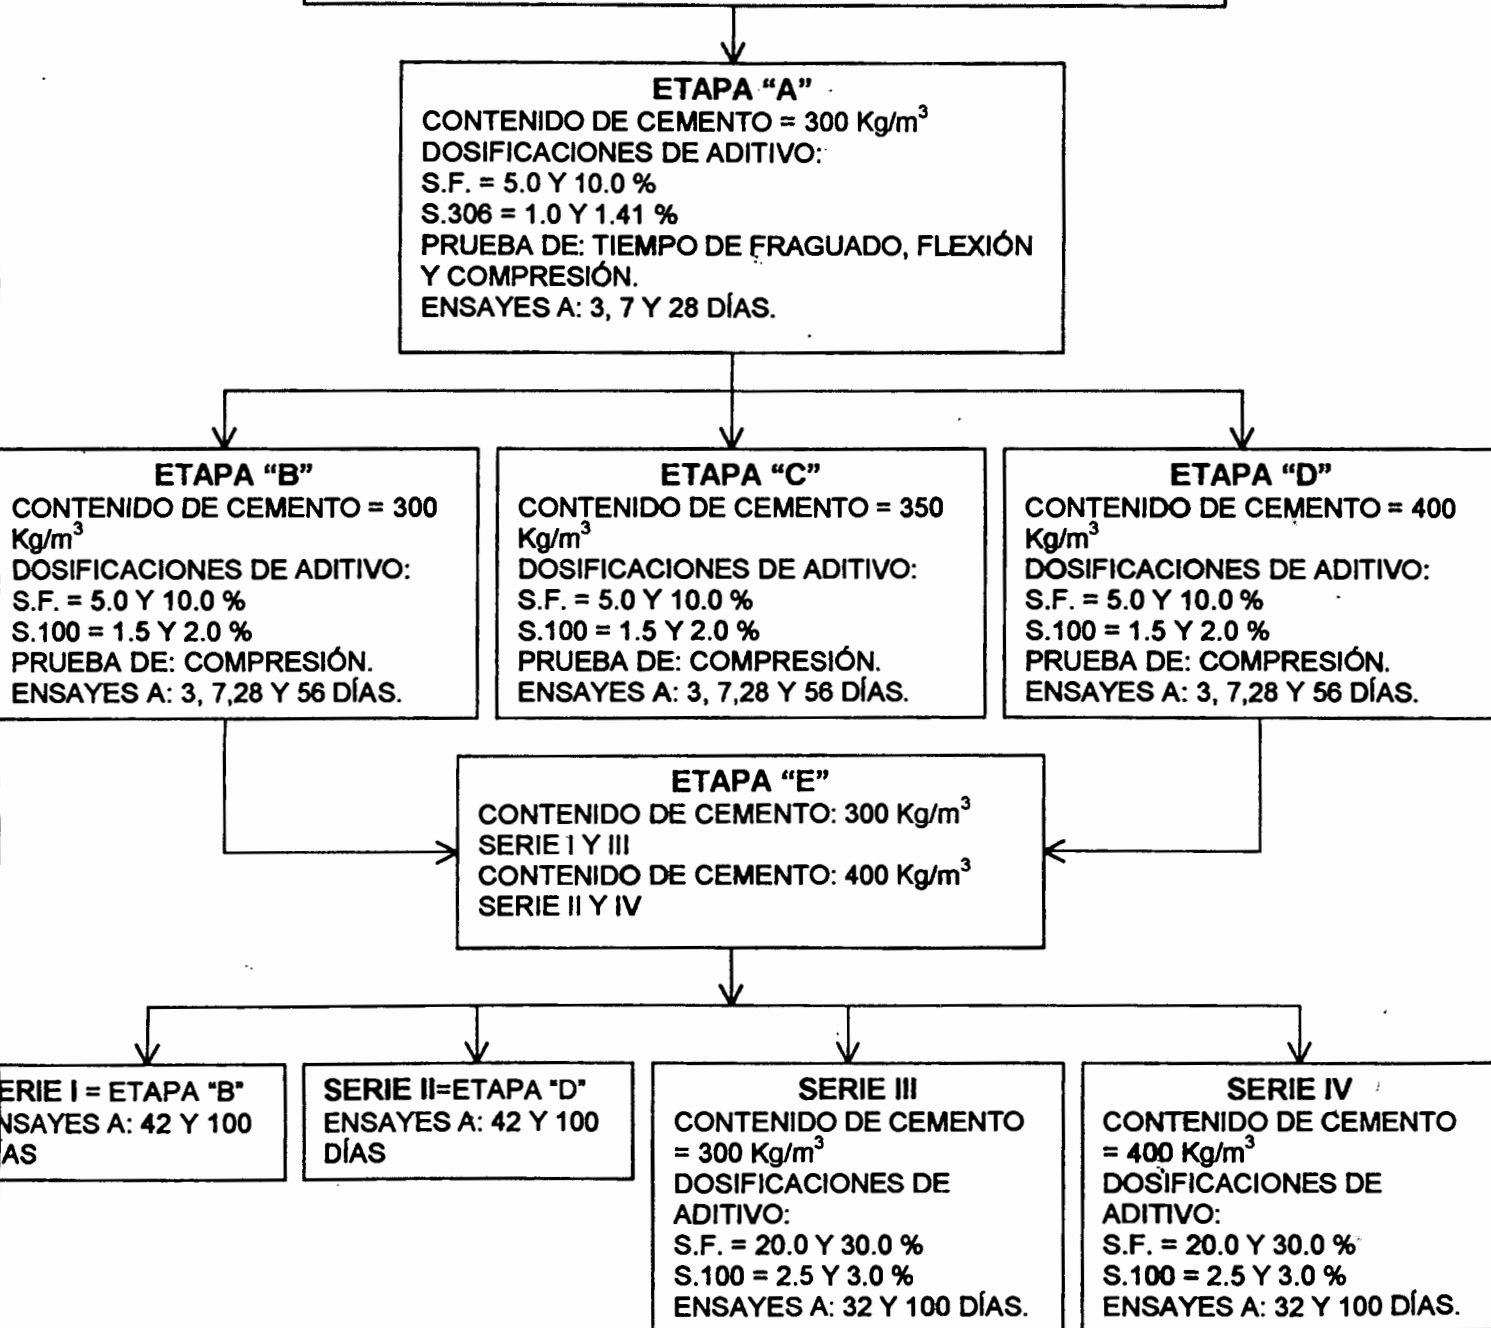 ETAPA “A”
CONTENIDO DE CEMENTO = 300 Kg/m³
DOSIFICACIONES DE ADITIVO:
S.F. = 5.0 Y 10.0 %
S.306 = 1.0 Y 1.41 %
PRUEBA DE: TIEMPO DE FRAGUADO, FLEXIÓN
Y COMPRESIÓN.
ENSAYES A: 3, 7 Y 28 DÍAS.
ETAPA “B”
CONTENIDO DE CEMENTO = 300
Kg/m³
DOSIFICACIONES DE ADITIVO:
S.F. = 5.0 Y 10.0 %
S.100 = 1.5 Y 2.0 %
PRUEBA DE: COMPRESIÓN.
ENSAYES A: 3, 7,28 Y 56 DÍAS.
ETAPA “C”
CONTENIDO DE CEMENTO = 350
Kg/m³
DOSIFICACIONES DE ADITIVO:
S.F. = 5.0 Y 10.0 %
S.100 = 1.5 Y 2.0 %
PRUEBA DE: COMPRESIÓN.
ENSAYES A: 3, 7,28 Y 56 DÍAS.
ETAPA “D”
CONTENIDO DE CEMENTO = 400
Kg/m³
DOSIFICACIONES DE ADITIVO:
S.F. = 5.0 Y 10.0 %
S.100 = 1.5 Y 2.0 %
PRUEBA DE: COMPRESIÓN.
ENSAYES A: 3, 7,28 Y 56 DÍAS.
ETAPA “E”
CONTENIDO DE CEMENTO: 300 Kg/m³
SERIE I Y III
CONTENIDO DE CEMENTO: 400 Kg/m³
SERIE II Y IV
ERIE I = ETAPA "B"
NSAYES A: 42 Y 100
ÍAS
SERIE II=ETAPA "D"
ENSAYES A: 42 Y 100
DÍAS
SERIE III
CONTENIDO DE CEMENTO
= 300 Kg/m³
DOSIFICACIONES DE
ADITIVO:
S.F. = 20.0 Y 30.0 %
S.100 = 2.5 Y 3.0 %
ENSAYES A: 32 Y 100 DÍAS.
SERIE IV
CONTENIDO DE CEMENTO
= 400 Kg/m³
DOSIFICACIONES DE
ADITIVO:
S.F. = 20.0 Y 30.0 %
S.100 = 2.5 Y 3.0 %
ENSAYES A: 32 Y 100 DÍAS.